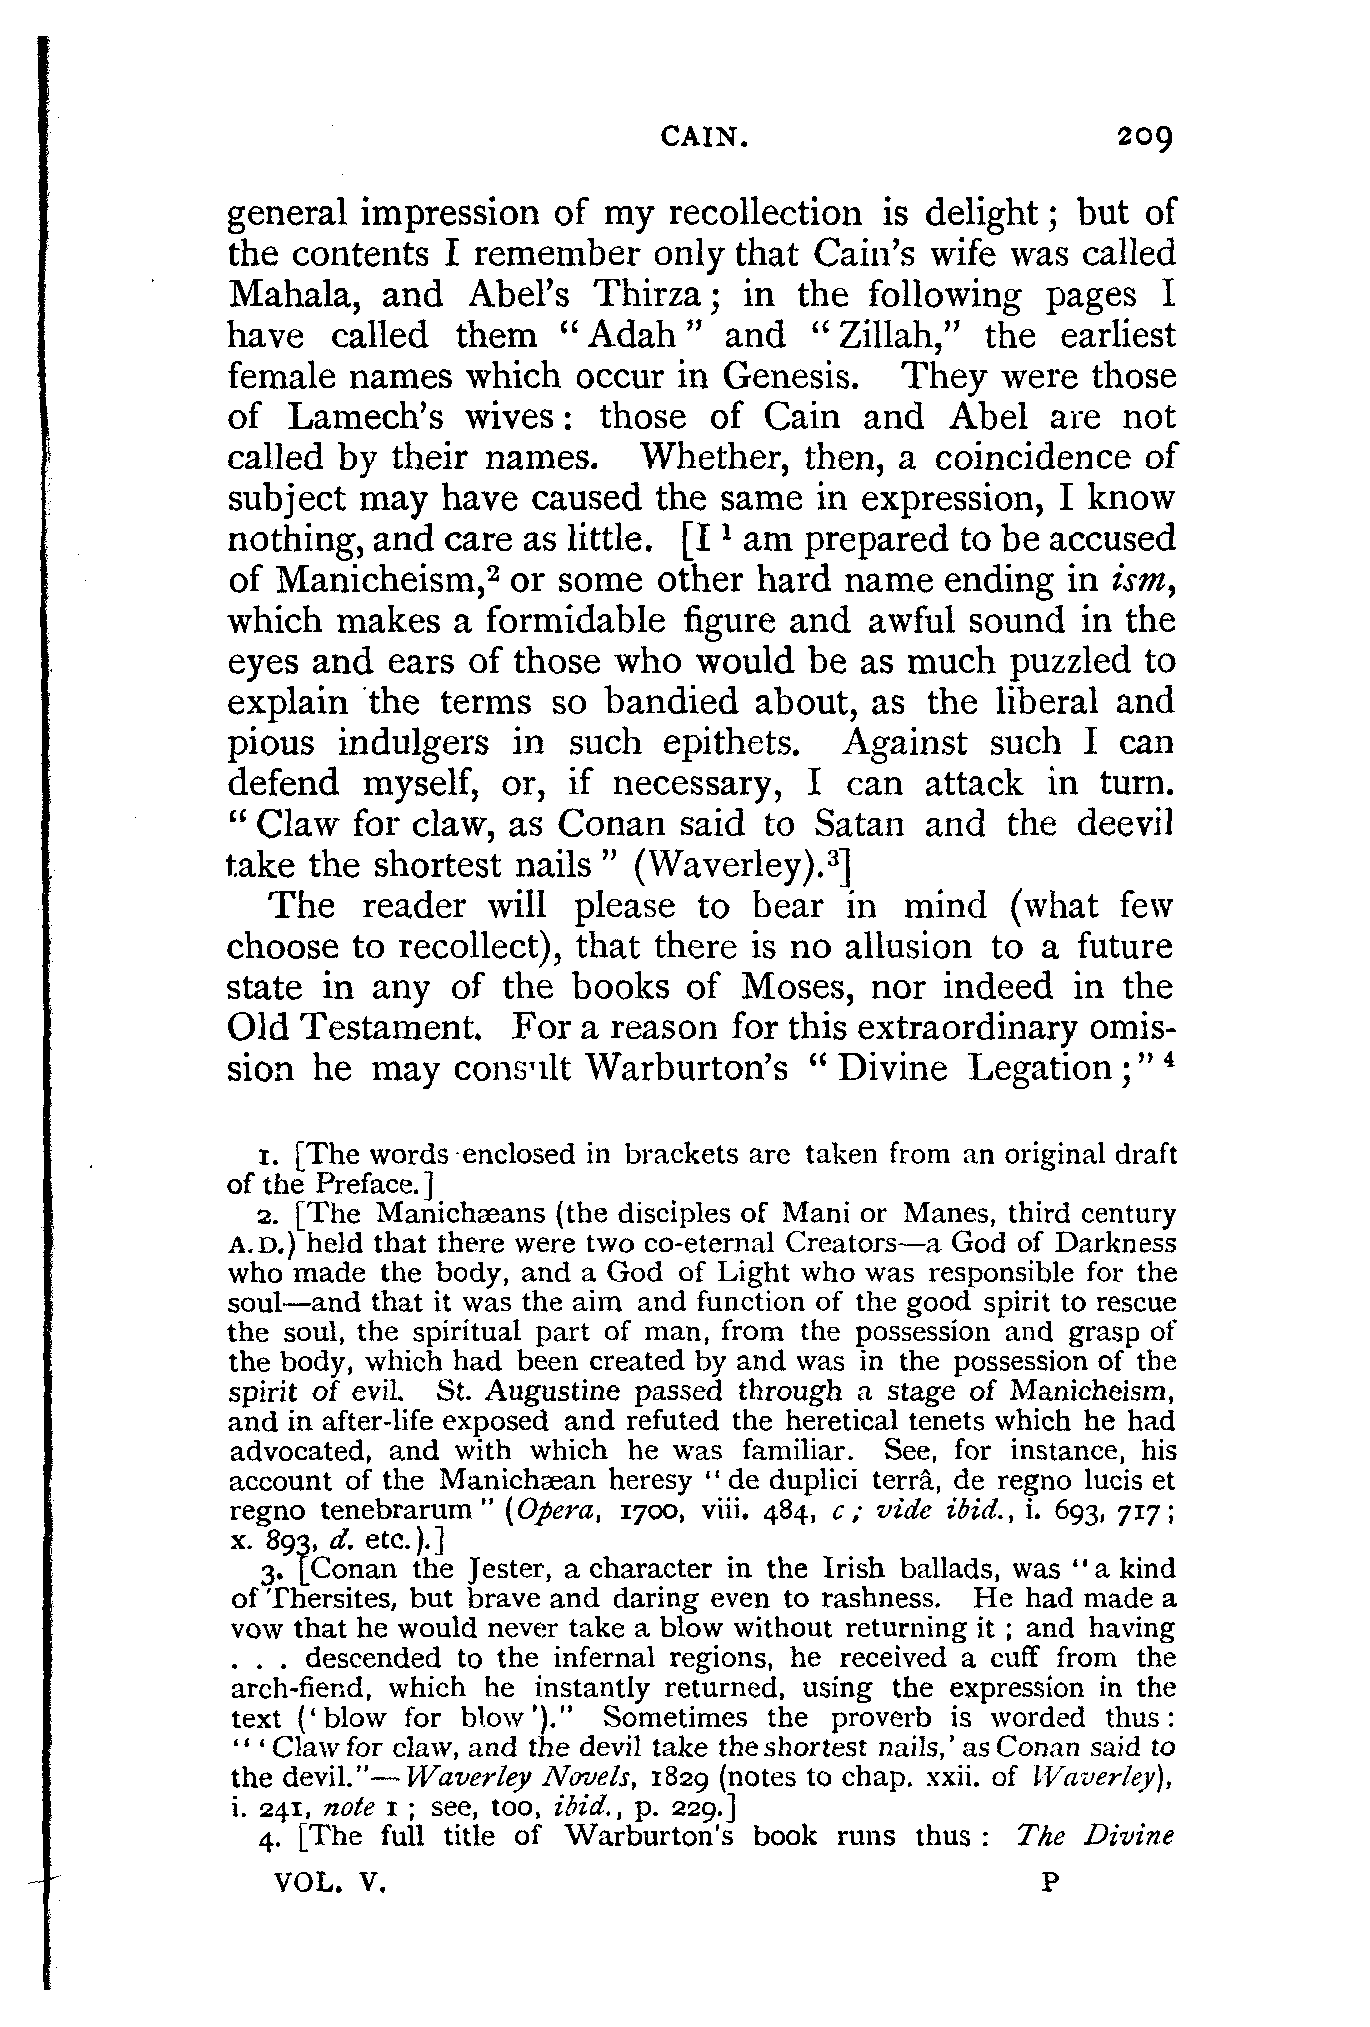 CAIN. 209
general impression of my recollection is delight; but of
the contents I remember only that Cain's wife was called
Mahala, and Abel's Thirza; in the following pages I
have called them "Adah" and "Zillah," the earliest
female names which occur in Genesis. They were those
of Lamech's wives: those of Cain and Abel are not
called by their names. Whether, then, a coincidence of
subject may have caused the same in expression, I know
nothing, and care as little. [I ¹ am prepared to be accused
of Manicheism,² or some other hard name ending in ism,
which makes a formidable figure and awful sound in the
eyes and ears of those who would be as much puzzled to
explain the terms so bandied about, as the liberal and
pious indulgers in such epithets. Against such I can
defend myself, or, if necessary, I can attack in turn.
"Claw for claw, as Conan said to Satan and the deevil
take the shortest nails" (Waverley).³]
The reader will please to bear in mind (what few
choose to recollect), that there is no allusion to a future
state in any of the books of Moses, nor indeed in the
Old Testament. For a reason for this extraordinary omis-
sion he may consult Warburton's "Divine Legation;" ⁴
1. [The words enclosed in brackets are taken from an original draft
of the Preface.]
2. [The Manichæans (the disciples of Mani or Manes, third century
A.D.) held that there were two co-eternal Creators—a God of Darkness
who made the body, and a God of Light who was responsible for the
soul—and that it was the aim and function of the good spirit to rescue
the soul, the spiritual part of man, from the possession and grasp of
the body, which had been created by and was in the possession of the
spirit of evil. St. Augustine passed through a stage of Manicheism,
and in after-life exposed and refuted the heretical tenets which he had
advocated, and with which he was familiar. See, for instance, his
account of the Manichæan heresy "de duplici terrâ, de regno lucis et
regno tenebrarum" (Opera, 1700, viii. 484, c; vide ibid., i. 693, 717;
x. 893, d. etc.).]
3. [Conan the Jester, a character in the Irish ballads, was "a kind
of Thersites, but brave and daring even to rashness. He had made a
vow that he would never take a blow without returning it; and having
. . . descended to the infernal regions, he received a cuff from the
arch-fiend, which he instantly returned, using the expression in the
text ('blow for blow')." Sometimes the proverb is worded thus:
"'Claw for claw, and the devil take the shortest nails,' as Conan said to
the devil."—Waverley Novels, 1829 (notes to chap. xxii. of Waverley),
i. 241, note 1; see, too, ibid., p. 229.]
4. [The full title of Warburton's book runs thus: The Divine
VOL. V. P